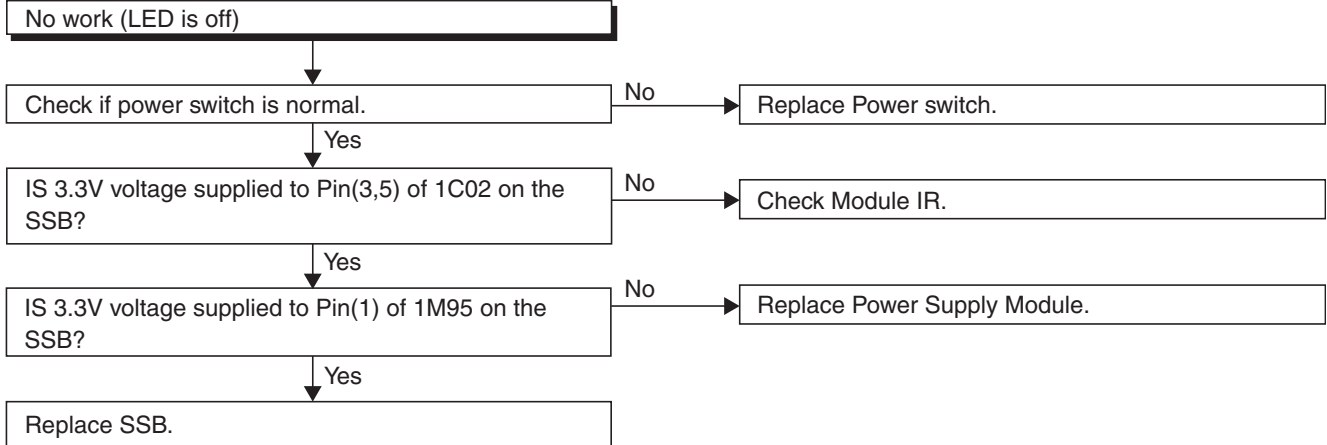 No work (LED is off)
Check if power switch is normal.
No
Replace Power switch.
Yes
IS 3.3V voltage supplied to Pin(3,5) of 1C02 on the
SSB?
No
Check Module IR.
Yes
IS 3.3V voltage supplied to Pin(1) of 1M95 on the
SSB?
No
Replace Power Supply Module.
Yes
Replace SSB.